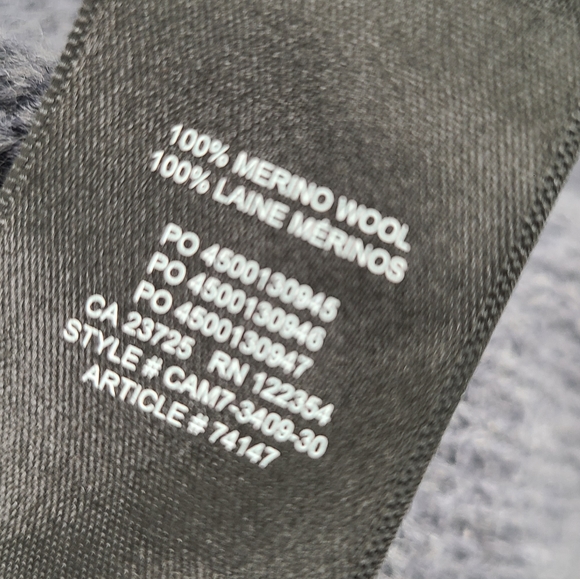 100% MERINO WOOL
100% LAINE MÉRINOS
PO 4500130945
PO 4500130946
PO 4500130947
CA 23725 RN 122354
STYLE # CAM7-3409-30
ARTICLE # 74147